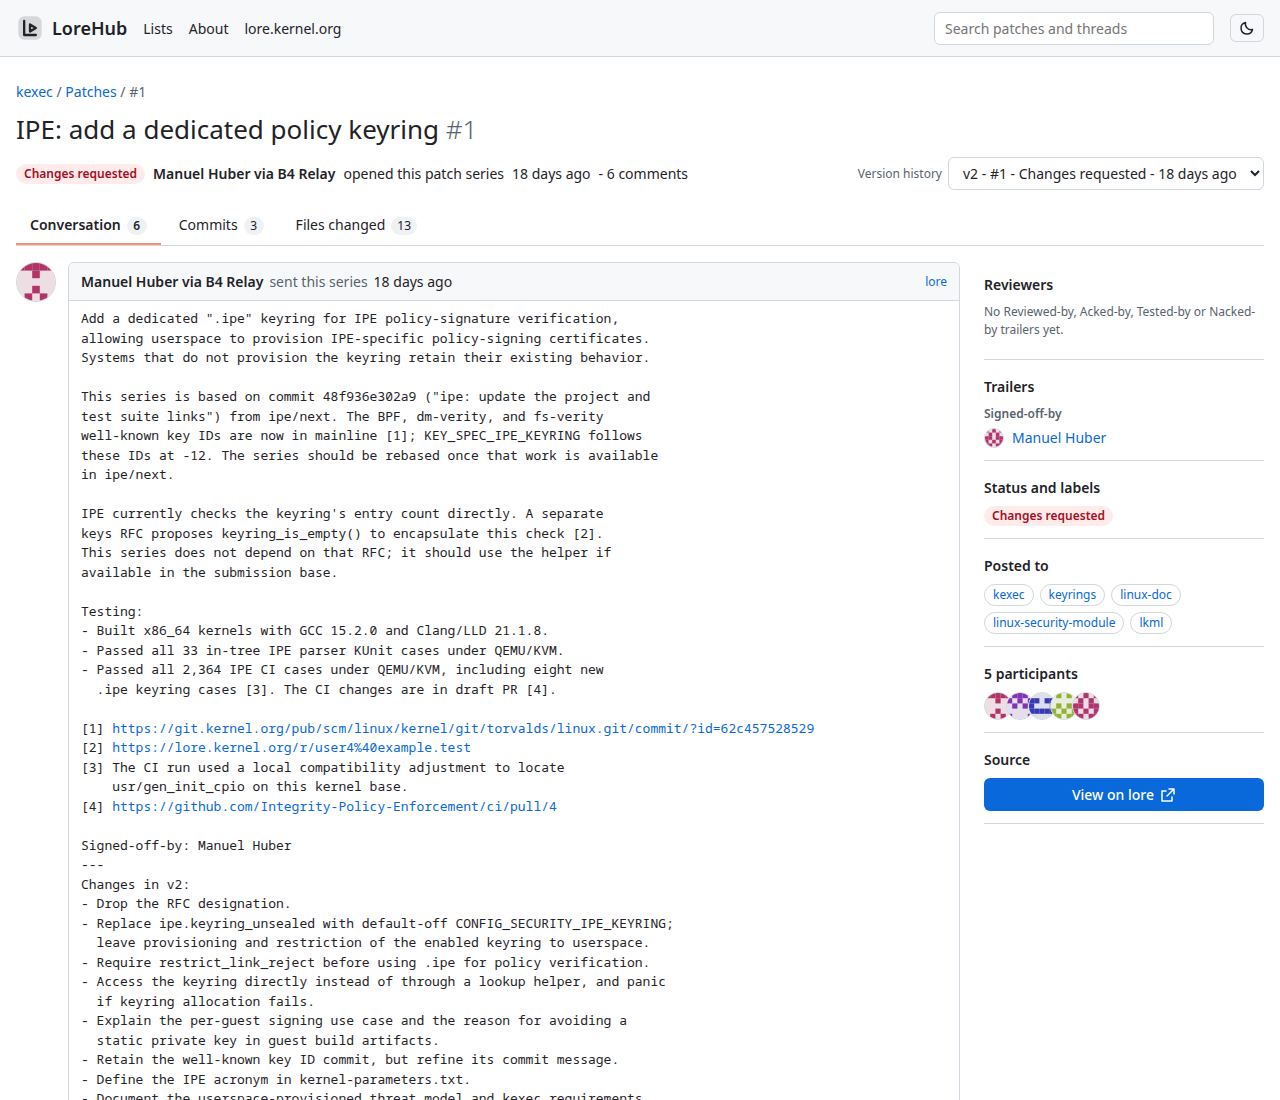 LoreHub Lists About lore.kernel.org Search patches and threads
kexec / Patches / #1
IPE: add a dedicated policy keyring #1
Changes requested Manuel Huber via B4 Relay opened this patch series 18 days ago - 6 comments
Version history v2 - #1 - Changes requested - 18 days ago
Conversation 6 Commits 3 Files changed 13
Manuel Huber via B4 Relay sent this series 18 days ago lore
Add a dedicated ".ipe" keyring for IPE policy-signature verification,
allowing userspace to provision IPE-specific policy-signing certificates.
Systems that do not provision the keyring retain their existing behavior.
This series is based on commit 48f936e302a9 ("ipe: update the project and
test suite links") from ipe/next. The BPF, dm-verity, and fs-verity
well-known key IDs are now in mainline [1]; KEY_SPEC_IPE_KEYRING follows
these IDs at -12. The series should be rebased once that work is available
in ipe/next.
IPE currently checks the keyring's entry count directly. A separate
keys RFC proposes keyring_is_empty() to encapsulate this check [2].
This series does not depend on that RFC; it should use the helper if
available in the submission base.
Testing:
- Built x86_64 kernels with GCC 15.2.0 and Clang/LLD 21.1.8.
- Passed all 33 in-tree IPE parser KUnit cases under QEMU/KVM.
- Passed all 2,364 IPE CI cases under QEMU/KVM, including eight new
.ipe keyring cases [3]. The CI changes are in draft PR [4].
[1] https://git.kernel.org/pub/scm/linux/kernel/git/torvalds/linux.git/commit/?id=62c457528529
[2] https://lore.kernel.org/r/user4%40example.test
[3] The CI run used a local compatibility adjustment to locate
usr/gen_init_cpio on this kernel base.
[4] https://github.com/Integrity-Policy-Enforcement/ci/pull/4
Signed-off-by: Manuel Huber
---
Changes in v2:
- Drop the RFC designation.
- Replace ipe.keyring_unsealed with default-off CONFIG_SECURITY_IPE_KEYRING;
leave provisioning and restriction of the enabled keyring to userspace.
- Require restrict_link_reject before using .ipe for policy verification.
- Access the keyring directly instead of through a lookup helper, and panic
if keyring allocation fails.
- Explain the per-guest signing use case and the reason for avoiding a
static private key in guest build artifacts.
- Retain the well-known key ID commit, but refine its commit message.
- Define the IPE acronym in kernel-parameters.txt.
- Document the userspace-provisioned threat model and kexec requirements
Reviewers
No Reviewed-by, Acked-by, Tested-by or Nacked-
by trailers yet.
Trailers
Signed-off-by
Manuel Huber
Status and labels
Changes requested
Posted to
kexec keyrings linux-doc
linux-security-module lkml
5 participants
Source
View on lore